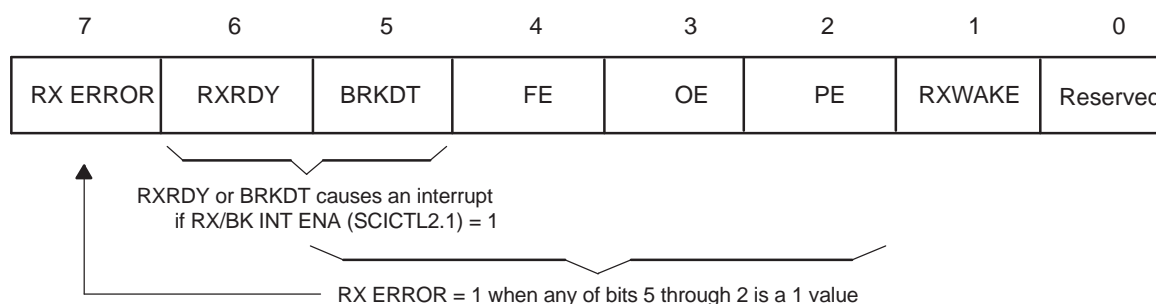 7 6 5 4 3 2 1 0
RX ERROR RXRDY BRKDT FE OE PE RXWAKE Reserved
RXRDY or BRKDT causes an interrupt
if RX/BK INT ENA (SCICTL2.1) = 1
RX ERROR = 1 when any of bits 5 through 2 is a 1 value